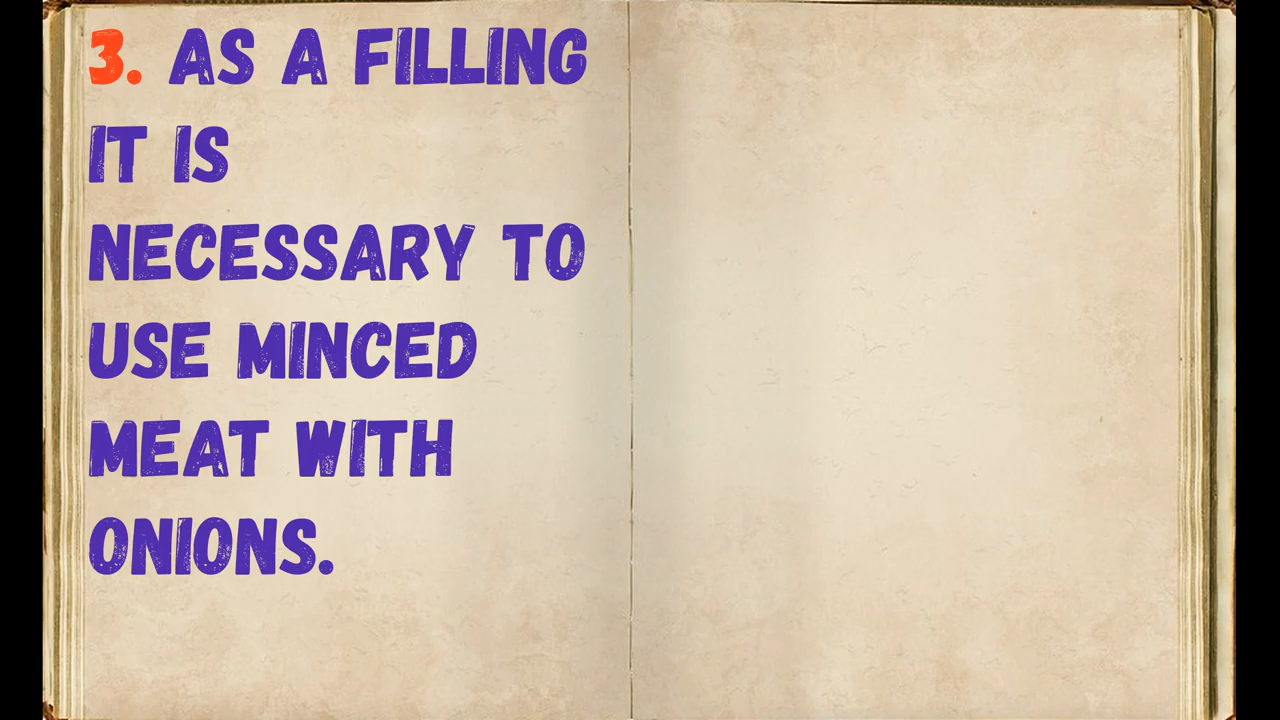 3. AS A FILLING
IT IS
NECESSARY TO
USE MINCED
MEAT WITH
ONIONS.